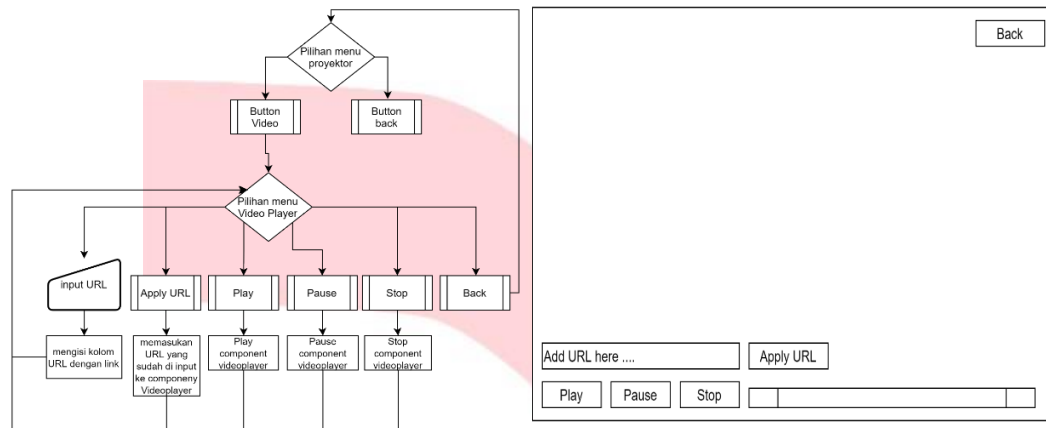 Pilihan menu
proyektor
Button
Video
Button
back
Pilihan menu
Video Player
input URL
Apply URL
Play
Pause
Stop
Back
mengisi kolom
URL dengan link
memasukan
URL yang
sudah di input
ke componeny
Videoplayer
Play
component
videoplayer
Pause
component
videoplayer
Stop
component
videoplayer
Back
Add URL here ....
Apply URL
Play
Pause
Stop